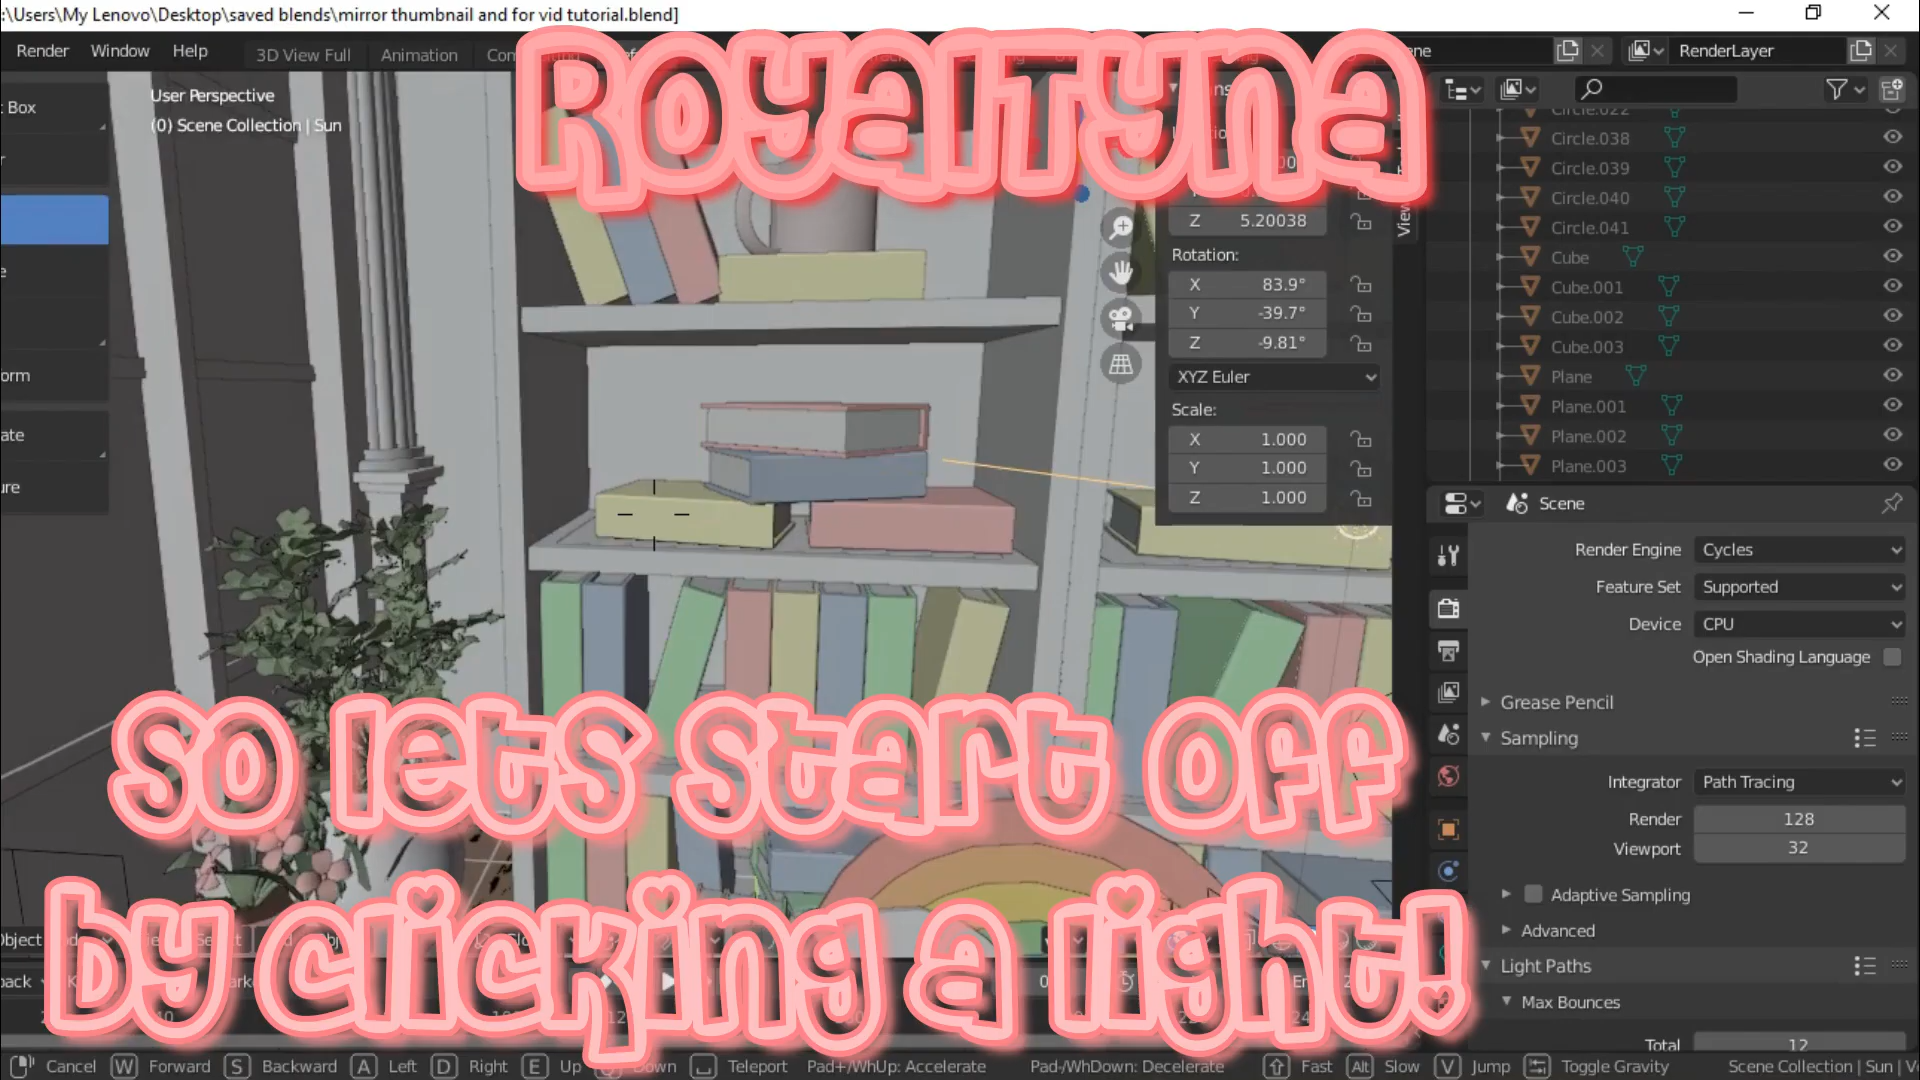 :\Users\My Lenovo\Desktop\saved blends\mirror thumbnail and for vid tutorial.blend]
Render Window Help
3D View Full Animation
RenderLayer
RoyalTyna
User Perspective
(0) Scene Collection | Sun
Box
Z 5.20038
View
Rotation:
X 83.9°
Y -39.7°
Z -9.81°
XYZ Euler
Scale:
X 1.000
Y 1.000
Z 1.000
Circle.022
Circle.038
Circle.039
Circle.040
Circle.041
Cube
Cube.001
Cube.002
Cube.003
Plane
Plane.001
Plane.002
Plane.003
Scene
Render Engine Cycles
Feature Set Supported
Device CPU
Open Shading Language
Grease Pencil
Sampling
Integrator Path Tracing
Render 128
Viewport 32
Adaptive Sampling
Advanced
Light Paths
Max Bounces
Total 12
So lets start off
by clicking a light!
Cancel W Forward S Backward A Left D Right E Up Down Teleport Pad+/WhUp: Accelerate Pad-/WhDown: Decelerate Fast Alt Slow V Jump Toggle Gravity Scene Collection | Sun | V